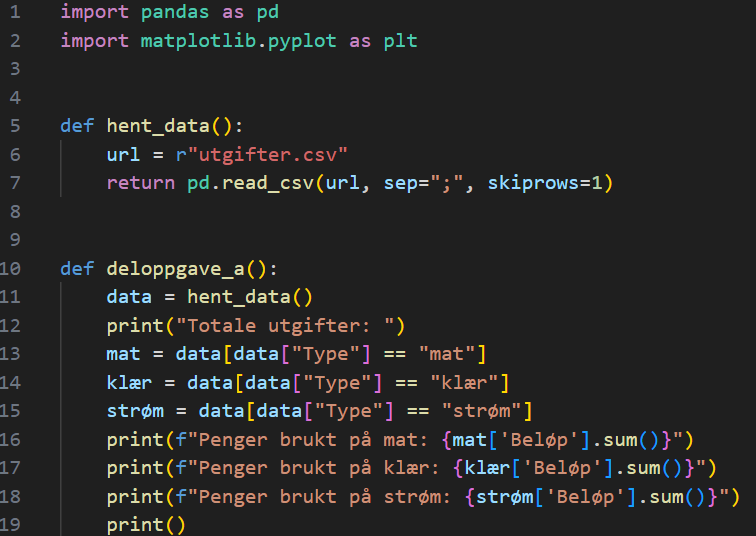 1 import pandas as pd
2 import matplotlib.pyplot as plt
3
4
5 def hent_data():
6     url = r"utgifter.csv"
7     return pd.read_csv(url, sep=";", skiprows=1)
8
9
10 def deloppgave_a():
11     data = hent_data()
12     print("Totale utgifter: ")
13     mat = data[data["Type"] == "mat"]
14     klær = data[data["Type"] == "klær"]
15     strøm = data[data["Type"] == "strøm"]
16     print(f"Penger brukt på mat: {mat['Beløp'].sum()}")
17     print(f"Penger brukt på klær: {klær['Beløp'].sum()}")
18     print(f"Penger brukt på strøm: {strøm['Beløp'].sum()}")
19     print()